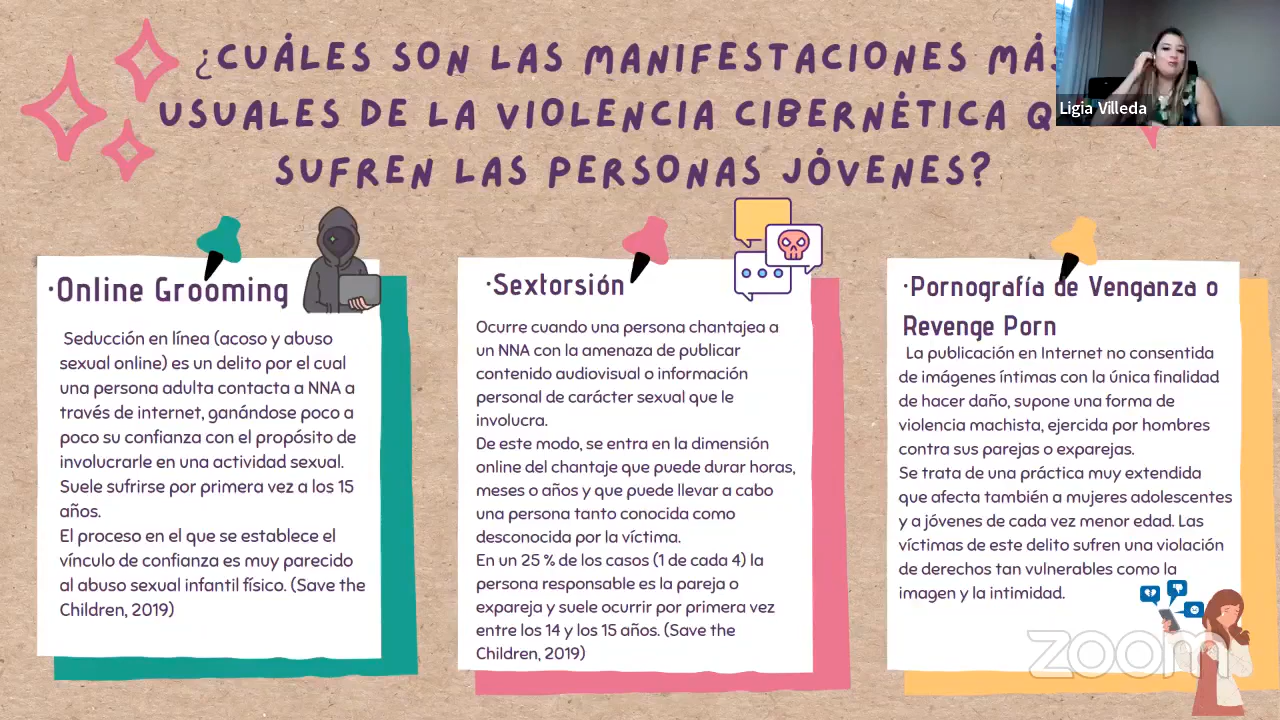 ¿CUÁLES SON LAS MANIFESTACIONES MÁS
USUALES DE LA VIOLENCIA CIBERNÉTICA Q
SUFREN LAS PERSONAS JÓVENES?
Ligia Villeda
·Online Grooming
Seducción en línea (acoso y abuso
sexual online) es un delito por el cual
una persona adulta contacta a NNA a
través de internet, ganándose poco a
poco su confianza con el propósito de
involucrarle en una actividad sexual.
Suele sufrirse por primera vez a los 15
años.
El proceso en el que se establece el
vínculo de confianza es muy parecido
al abuso sexual infantil físico. (Save the
Children, 2019)
·Sextorsión
Ocurre cuando una persona chantajea a
un NNA con la amenaza de publicar
contenido audiovisual o información
personal de carácter sexual que le
involucra.
De este modo, se entra en la dimensión
online del chantaje que puede durar horas,
meses o años y que puede llevar a cabo
una persona tanto conocida como
desconocida por la víctima.
En un 25 % de los casos (1 de cada 4) la
persona responsable es la pareja o
expareja y suele ocurrir por primera vez
entre los 14 y los 15 años. (Save the
Children, 2019)
·Pornografía de Venganza o
Revenge Porn
La publicación en Internet no consentida
de imágenes íntimas con la única finalidad
de hacer daño, supone una forma de
violencia machista, ejercida por hombres
contra sus parejas o exparejas.
Se trata de una práctica muy extendida
que afecta también a mujeres adolescentes
y a jóvenes de cada vez menor edad. Las
víctimas de este delito sufren una violación
de derechos tan vulnerables como la
imagen y la intimidad.
zoom